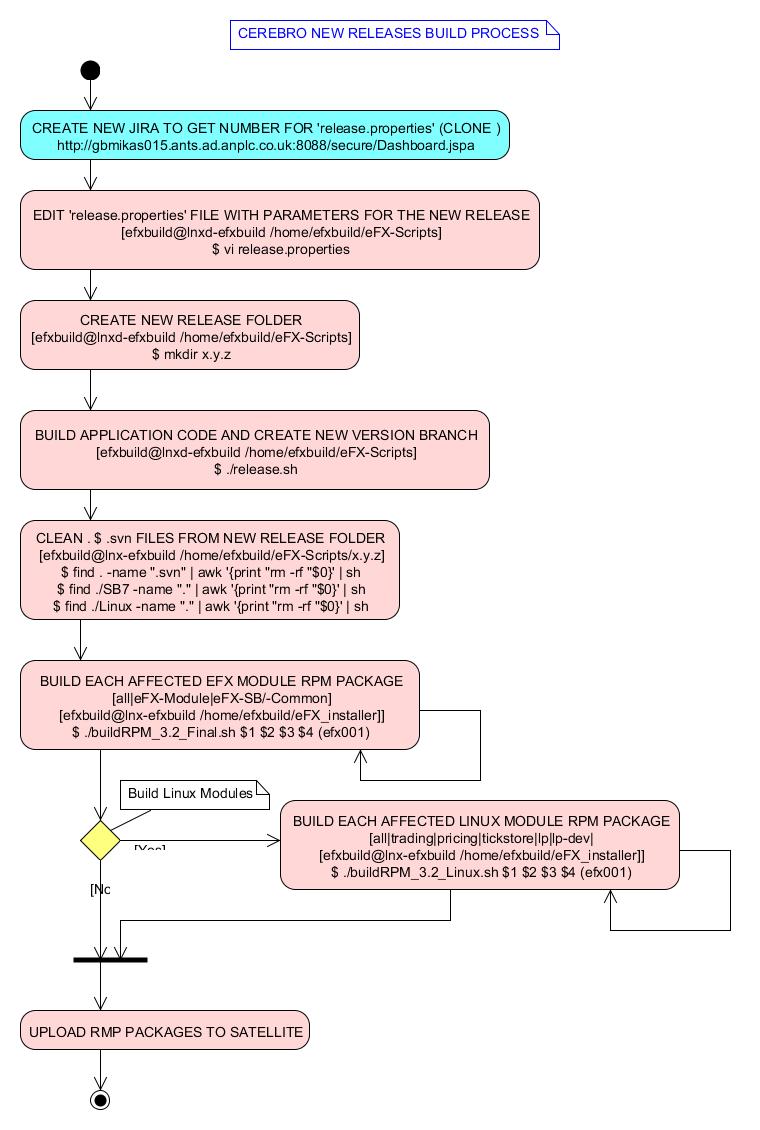 CEREBRO NEW RELEASES BUILD PROCESS
CREATE NEW JIRA TO GET NUMBER FOR 'release.properties' (CLONE )
http://gbmikas015.ants.ad.anplc.co.uk:8088/secure/Dashboard.jspa
EDIT 'release.properties' FILE WITH PARAMETERS FOR THE NEW RELEASE
[efxbuild@lnxd-efxbuild /home/efxbuild/eFX-Scripts]
$ vi release.properties
CREATE NEW RELEASE FOLDER
[efxbuild@lnxd-efxbuild /home/efxbuild/eFX-Scripts]
$ mkdir x.y.z
BUILD APPLICATION CODE AND CREATE NEW VERSION BRANCH
[efxbuild@lnxd-efxbuild /home/efxbuild/eFX-Scripts]
$ ./release.sh
CLEAN . $ .svn FILES FROM NEW RELEASE FOLDER
[efxbuild@lnx-efxbuild /home/efxbuild/eFX-Scripts/x.y.z]
$ find . -name ".svn" | awk '{print "rm -rf "$0}' | sh
$ find ./SB7 -name "." | awk '{print "rm -rf "$0}' | sh
$ find ./Linux -name "." | awk '{print "rm -rf "$0}' | sh
BUILD EACH AFFECTED EFX MODULE RPM PACKAGE
[all|eFX-Module|eFX-SB/-Common]
[efxbuild@lnx-efxbuild /home/efxbuild/eFX_installer]]
$ ./buildRPM_3.2_Final.sh $1 $2 $3 $4 (efx001)
Build Linux Modules
BUILD EACH AFFECTED LINUX MODULE RPM PACKAGE
[all|trading|pricing|tickstore|lp|lp-dev|
[efxbuild@lnx-efxbuild /home/efxbuild/eFX_installer]]
$ ./buildRPM_3.2_Linux.sh $1 $2 $3 $4 (efx001)
[Yes]
[No
UPLOAD RMP PACKAGES TO SATELLITE